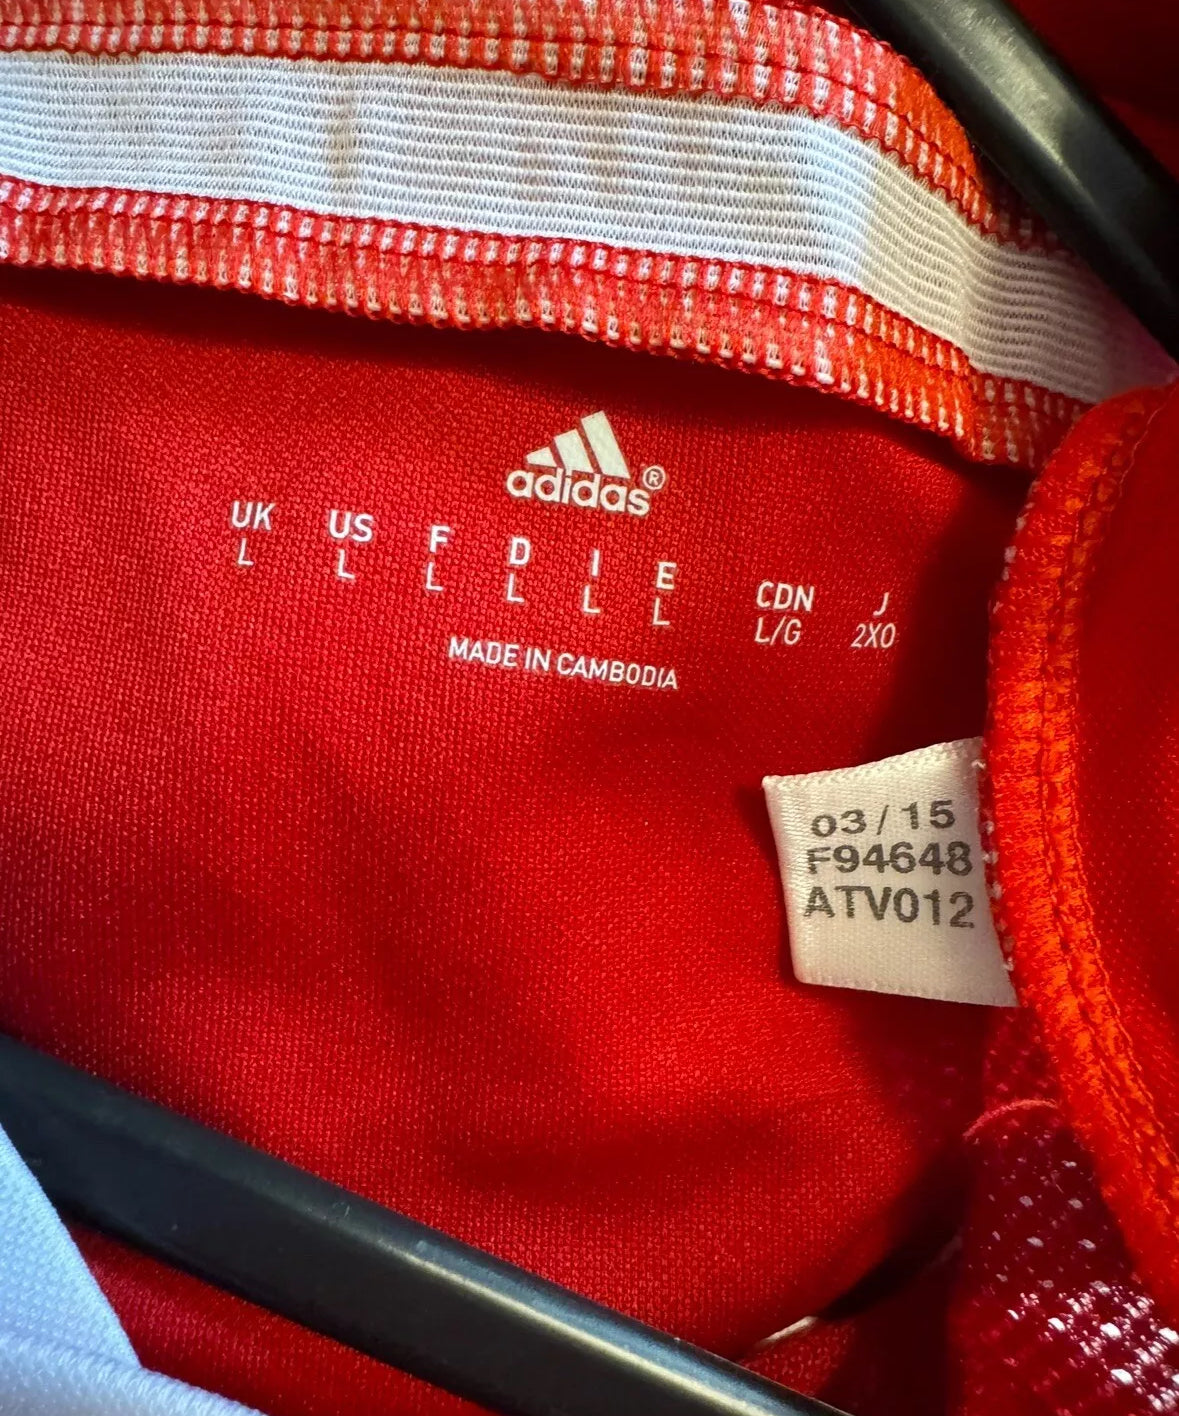 adidas®
UK US F D I E CDN J
L L L L L L L/G 2XO
MADE IN CAMBODIA
03/15
F94648
ATV012